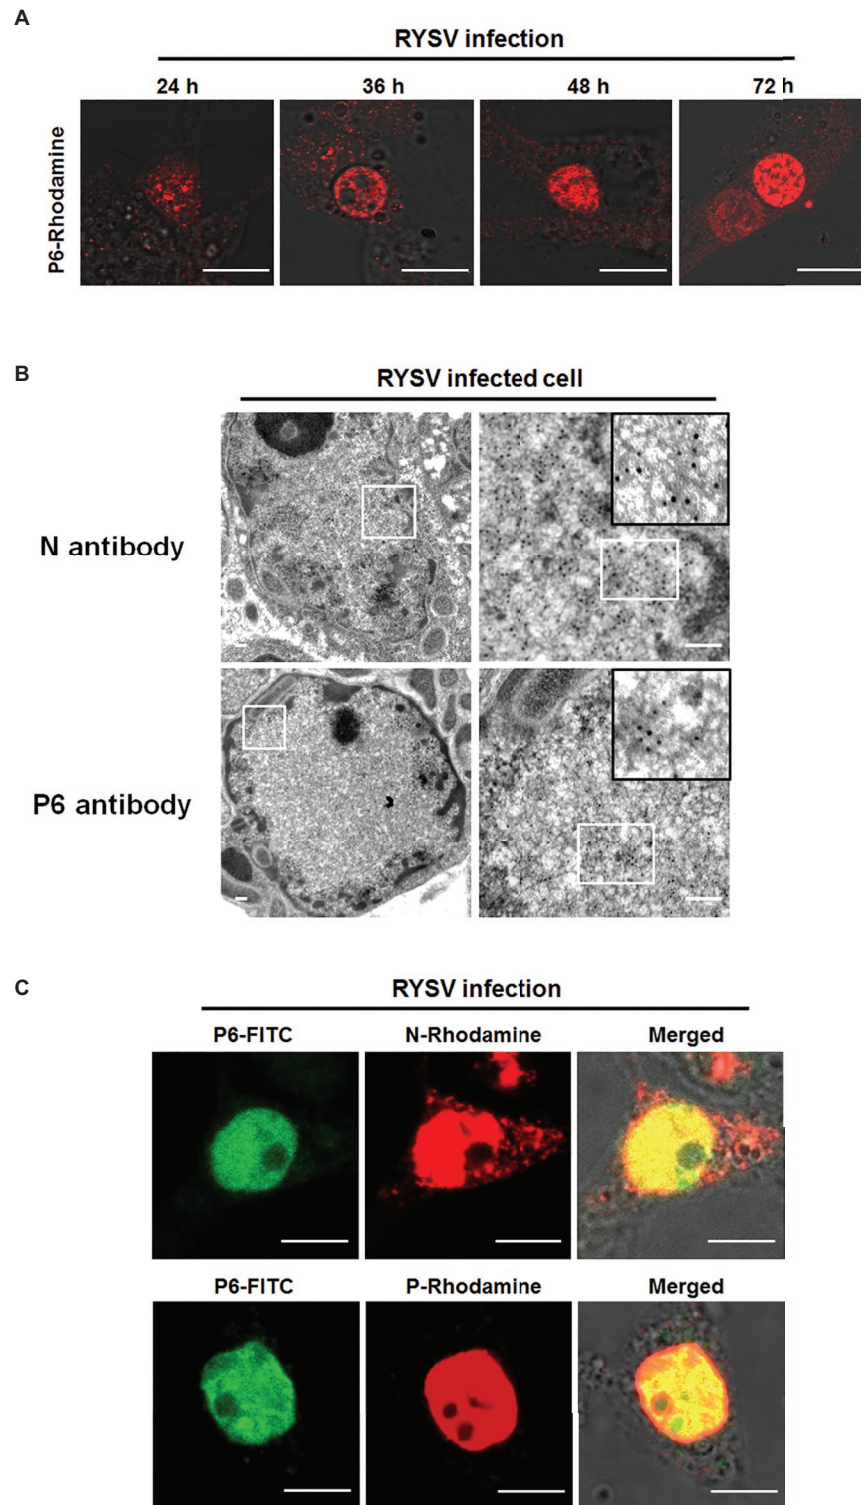 A
RYSV infection
24 h 36 h 48 h 72 h
P6-Rhodamine
B
RYSV infected cell
N antibody
P6 antibody
C
RYSV infection
P6-FITC N-Rhodamine Merged
P6-FITC P-Rhodamine Merged